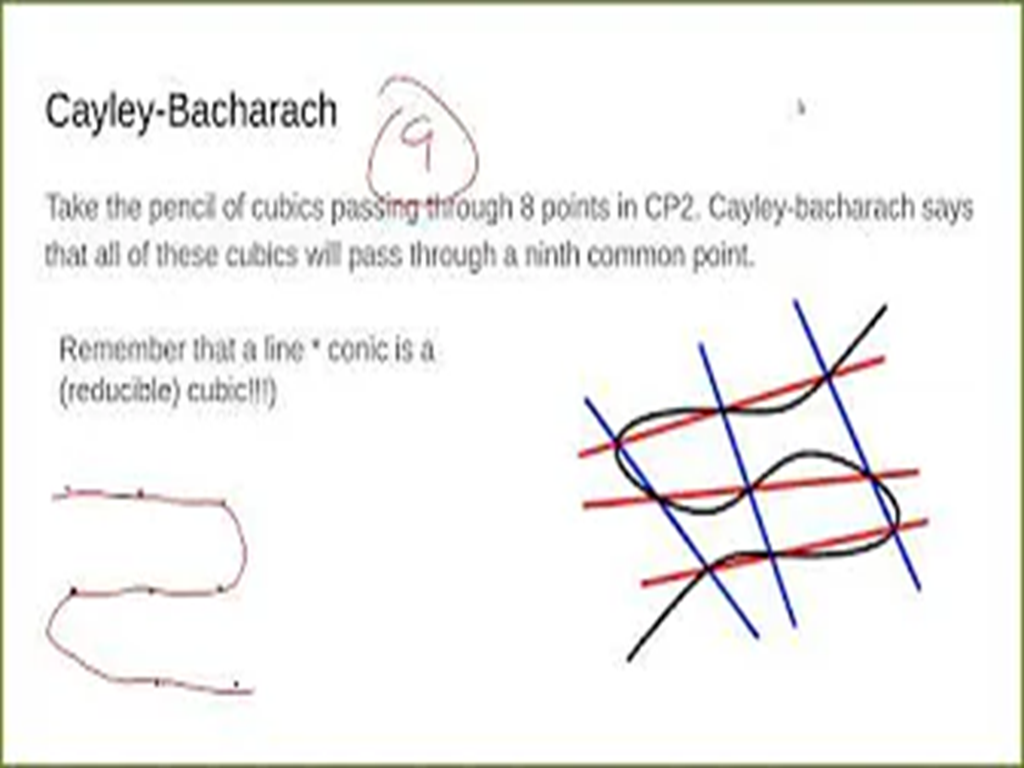 Cayley-Bacharach
9
Take the pencil of cubics passing through 8 points in CP2. Cayley-bacharach says
that all of these cubics will pass through a ninth common point.
Remember that a line * conic is a
(reducible) cubic!!!)